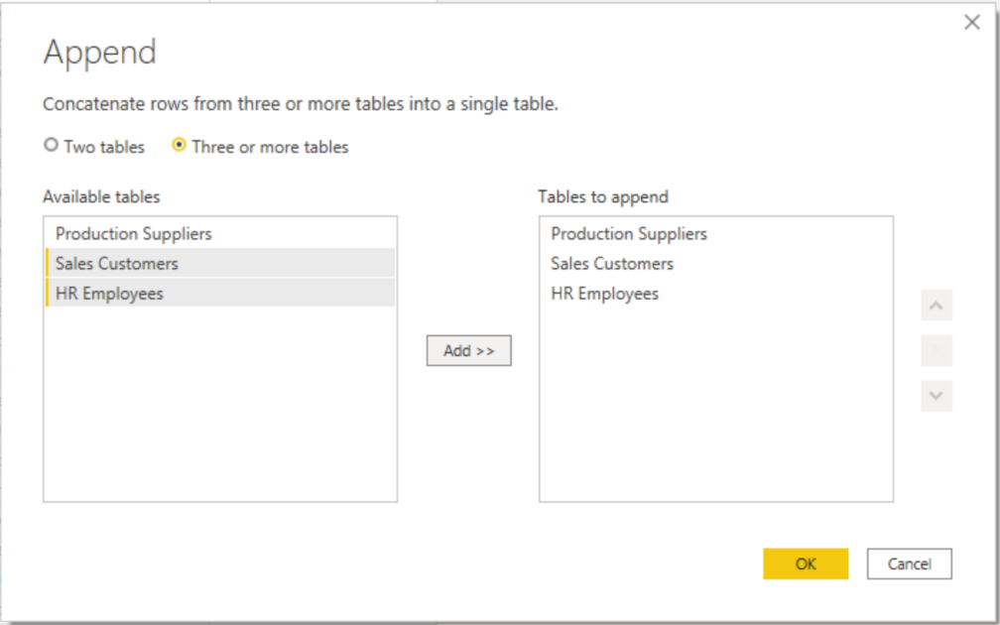 Append
Concatenate rows from three or more tables into a single table.
Two tables Three or more tables
Available tables
Production Suppliers
Sales Customers
HR Employees
Add >>
Tables to append
Production Suppliers
Sales Customers
HR Employees
OK Cancel